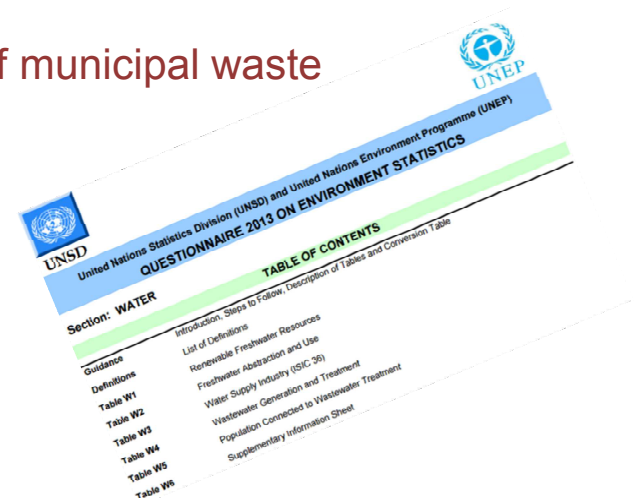 f municipal waste
UNEP
UNSD
United Nations Statistics Division (UNSD) and United Nations Environment Programme (UNEP)
QUESTIONNAIRE 2013 ON ENVIRONMENT STATISTICS
Section: WATER
TABLE OF CONTENTS
Guidance Introduction, Steps to Follow, Description of Tables and Conversion Table
Definitions List of Definitions
Table W1 Renewable Freshwater Resources
Table W2 Freshwater Abstraction and Use
Table W3 Water Supply Industry (ISIC 36)
Table W4 Wastewater Generation and Treatment
Table W5 Population Connected to Wastewater Treatment
Table W6 Supplementary Information Sheet